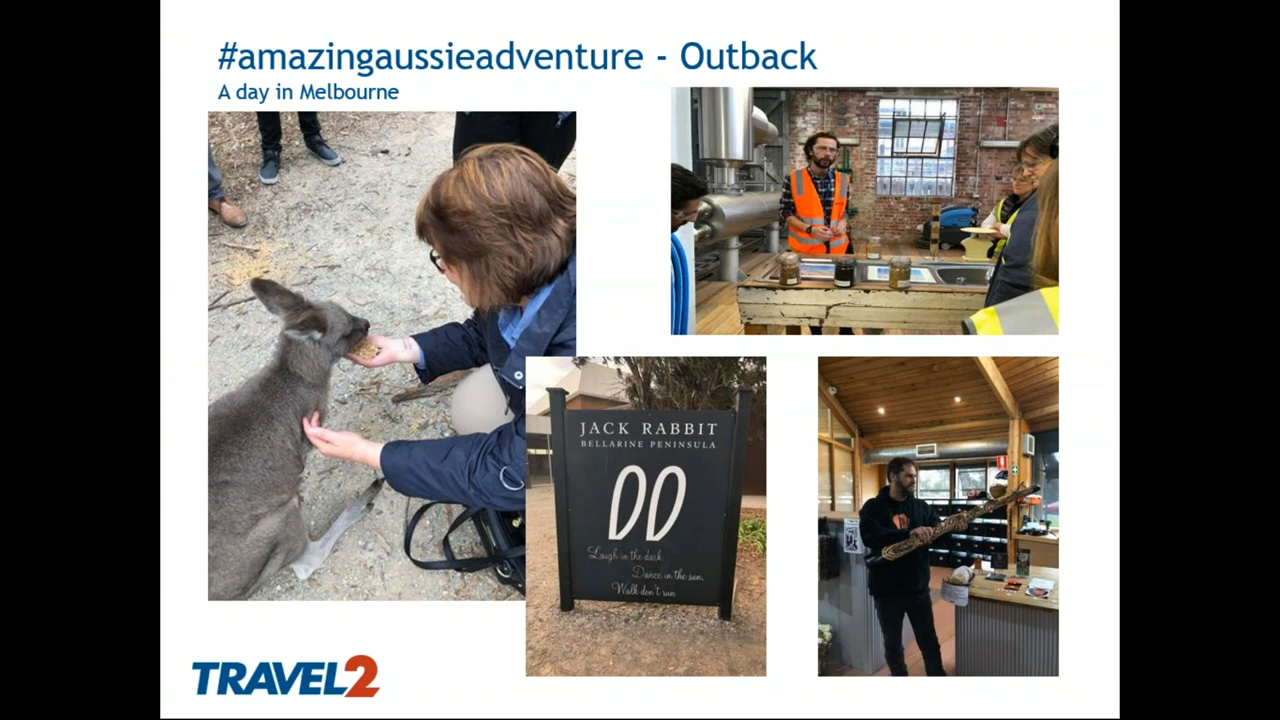 #amazingaussieadventure - Outback
A day in Melbourne
JACK RABBIT
BELLARINE PENINSULA
Laugh in the dark.
Dance in the sun.
Walk don't run
TRAVEL2